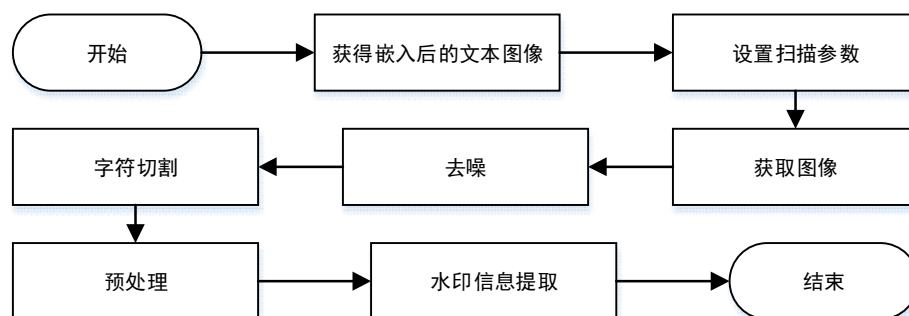 开始
获得嵌入后的文本图像
设置扫描参数
获取图像
去噪
字符切割
预处理
水印信息提取
结束